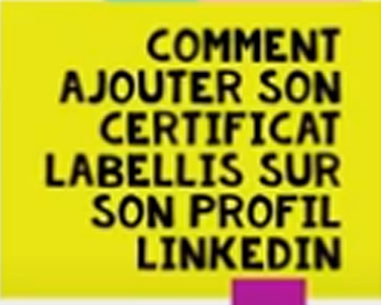 COMMENT
AJOUTER SON
CERTIFICAT
LABELLIS SUR
SON PROFIL
LINKEDIN